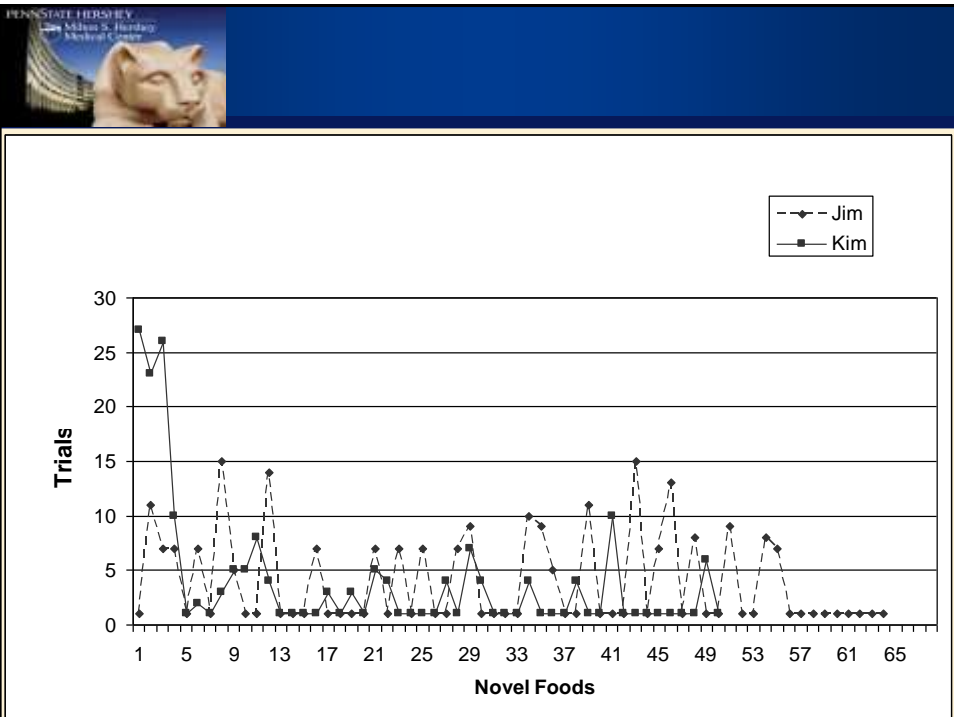 PENNSTATE HERSHEY
Milton S. Hershey
Medical Center
Jim
Kim
30
25
20
15
10
5
0
Trials
1 5 9 13 17 21 25 29 33 37 41 45 49 53 57 61 65
Novel Foods